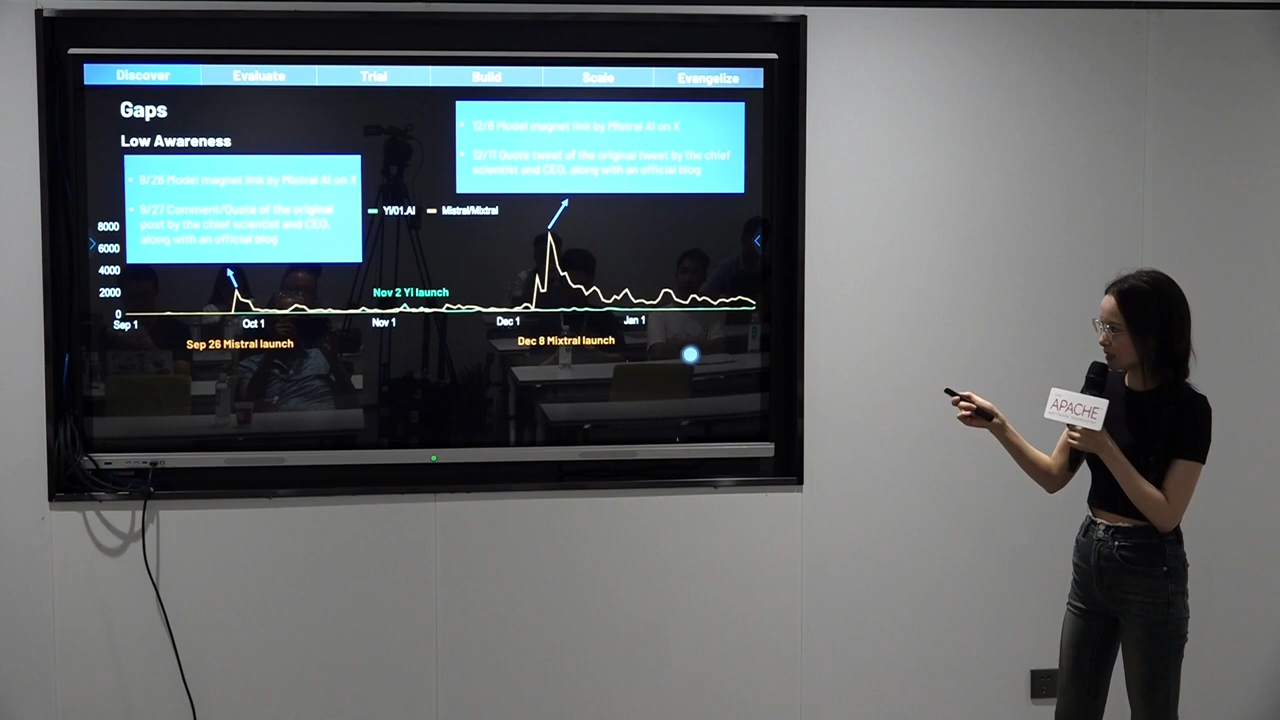 Discover Evaluate Trial Build Scale Evangelize
Gaps
Low Awareness
• 9/26 Model magnet link by Mistral AI on X
• 9/27 Comment/Quote of the original
post by the chief scientist and CEO,
along with an official blog
• 12/8 Model magnet link by Mistral AI on X
• 12/11 Quote tweet of the original tweet by the chief
scientist and CEO, along with an official blog
Yi/01.AI Mistral/Mixtral
8000
6000
4000
2000
0
Nov 2 Yi launch
Sep 1 Oct 1 Nov 1 Dec 1 Jan 1
Sep 26 Mistral launch
Dec 8 Mixtral launch
APACHE